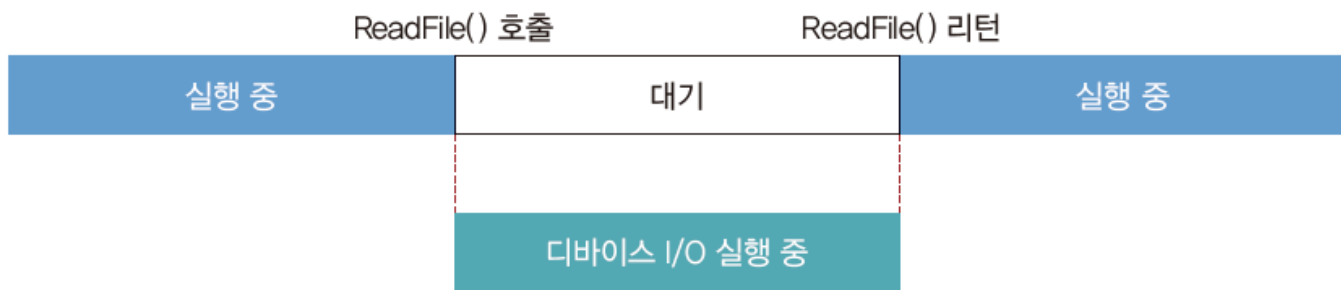 ReadFile() 호출 ReadFile() 리턴
실행 중 대기 실행 중
디바이스 I/O 실행 중